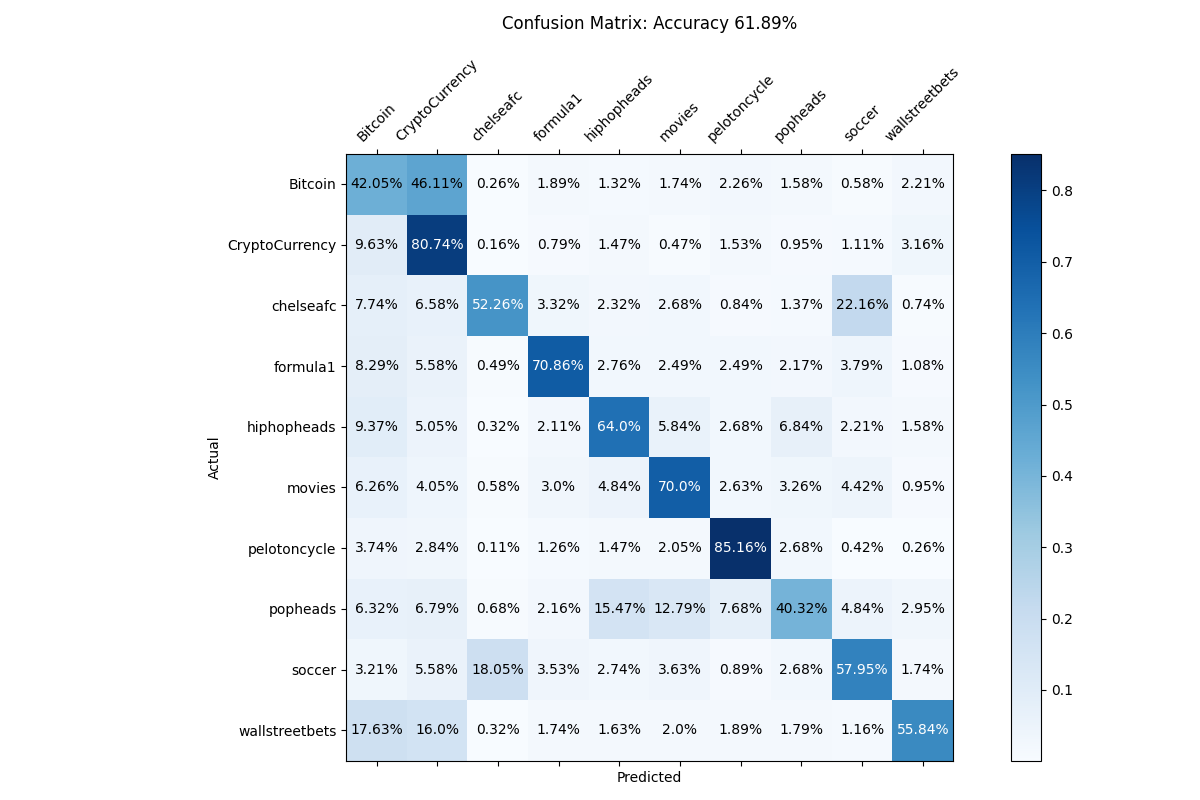 Confusion Matrix: Accuracy 61.89%
Bitcoin CryptoCurrency chelseafc formula1 hiphopheads movies pelotoncycle popheads soccer wallstreetbets
Bitcoin 42.05% 46.11% 0.26% 1.89% 1.32% 1.74% 2.26% 1.58% 0.58% 2.21%
CryptoCurrency 9.63% 80.74% 0.16% 0.79% 1.47% 0.47% 1.53% 0.95% 1.11% 3.16%
chelseafc 7.74% 6.58% 52.26% 3.32% 2.32% 2.68% 0.84% 1.37% 22.16% 0.74%
formula1 8.29% 5.58% 0.49% 70.86% 2.76% 2.49% 2.49% 2.17% 3.79% 1.08%
hiphopheads 9.37% 5.05% 0.32% 2.11% 64.0% 5.84% 2.68% 6.84% 2.21% 1.58%
movies 6.26% 4.05% 0.58% 3.0% 4.84% 70.0% 2.63% 3.26% 4.42% 0.95%
pelotoncycle 3.74% 2.84% 0.11% 1.26% 1.47% 2.05% 85.16% 2.68% 0.42% 0.26%
popheads 6.32% 6.79% 0.68% 2.16% 15.47% 12.79% 7.68% 40.32% 4.84% 2.95%
soccer 3.21% 5.58% 18.05% 3.53% 2.74% 3.63% 0.89% 2.68% 57.95% 1.74%
wallstreetbets 17.63% 16.0% 0.32% 1.74% 1.63% 2.0% 1.89% 1.79% 1.16% 55.84%
Actual
Predicted
0.8
0.7
0.6
0.5
0.4
0.3
0.2
0.1